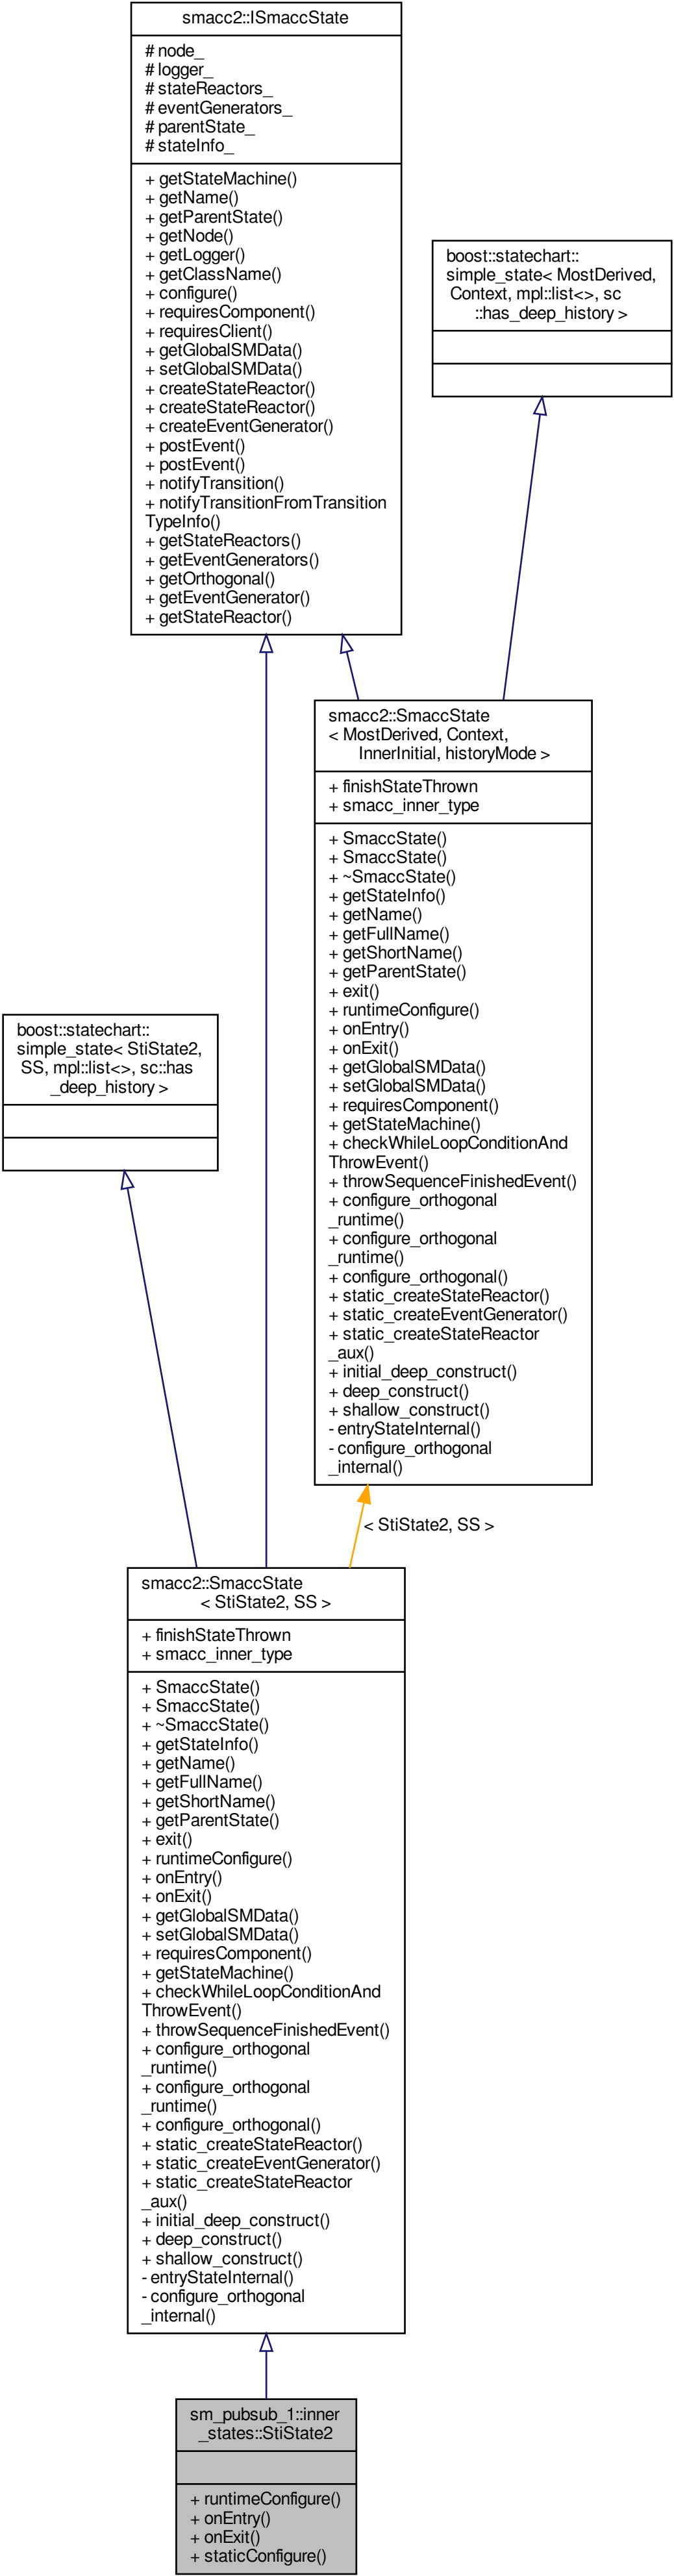 smacc2::ISmaccState
# node_
# logger_
# stateReactors_
# eventGenerators_
# parentState_
# stateInfo_
+ getStateMachine()
+ getName()
+ getParentState()
+ getNode()
+ getLogger()
+ getClassName()
+ configure()
+ requiresComponent()
+ requiresClient()
+ getGlobalSMData()
+ setGlobalSMData()
+ createStateReactor()
+ createStateReactor()
+ createEventGenerator()
+ postEvent()
+ postEvent()
+ notifyTransition()
+ notifyTransitionFromTransition
TypeInfo()
+ getStateReactors()
+ getEventGenerators()
+ getOrthogonal()
+ getEventGenerator()
+ getStateReactor()
boost::statechart::
simple_state< MostDerived,
Context, mpl::list<>, sc
::has_deep_history >
smacc2::SmaccState
< MostDerived, Context,
InnerInitial, historyMode >
+ finishStateThrown
+ smacc_inner_type
+ SmaccState()
+ SmaccState()
+ ~SmaccState()
+ getStateInfo()
+ getName()
+ getFullName()
+ getShortName()
+ getParentState()
+ exit()
+ runtimeConfigure()
+ onEntry()
+ onExit()
+ getGlobalSMData()
+ setGlobalSMData()
+ requiresComponent()
+ getStateMachine()
+ checkWhileLoopConditionAnd
ThrowEvent()
+ throwSequenceFinishedEvent()
+ configure_orthogonal
_runtime()
+ configure_orthogonal
_runtime()
+ configure_orthogonal()
+ static_createStateReactor()
+ static_createEventGenerator()
+ static_createStateReactor
_aux()
+ initial_deep_construct()
+ deep_construct()
+ shallow_construct()
- entryStateInternal()
- configure_orthogonal
_internal()
boost::statechart::
simple_state< StiState2,
SS, mpl::list<>, sc::has
_deep_history >
< StiState2, SS >
smacc2::SmaccState
< StiState2, SS >
+ finishStateThrown
+ smacc_inner_type
+ SmaccState()
+ SmaccState()
+ ~SmaccState()
+ getStateInfo()
+ getName()
+ getFullName()
+ getShortName()
+ getParentState()
+ exit()
+ runtimeConfigure()
+ onEntry()
+ onExit()
+ getGlobalSMData()
+ setGlobalSMData()
+ requiresComponent()
+ getStateMachine()
+ checkWhileLoopConditionAnd
ThrowEvent()
+ throwSequenceFinishedEvent()
+ configure_orthogonal
_runtime()
+ configure_orthogonal
_runtime()
+ configure_orthogonal()
+ static_createStateReactor()
+ static_createEventGenerator()
+ static_createStateReactor
_aux()
+ initial_deep_construct()
+ deep_construct()
+ shallow_construct()
- entryStateInternal()
- configure_orthogonal
_internal()
sm_pubsub_1::inner
_states::StiState2
+ runtimeConfigure()
+ onEntry()
+ onExit()
+ staticConfigure()